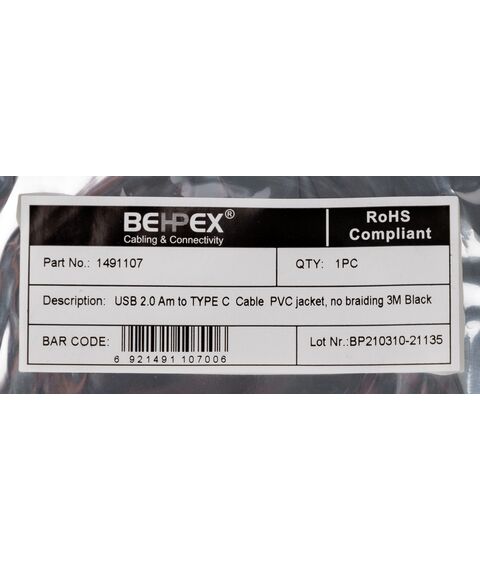 BEHPEX®
Cabling & Connectivity
RoHS
Compliant
Part No.: 1491107
QTY: 1PC
Description: USB 2.0 Am to TYPE C Cable PVC jacket, no braiding 3M Black
BAR CODE:
6 921491 107006
Lot Nr.:BP210310-21135